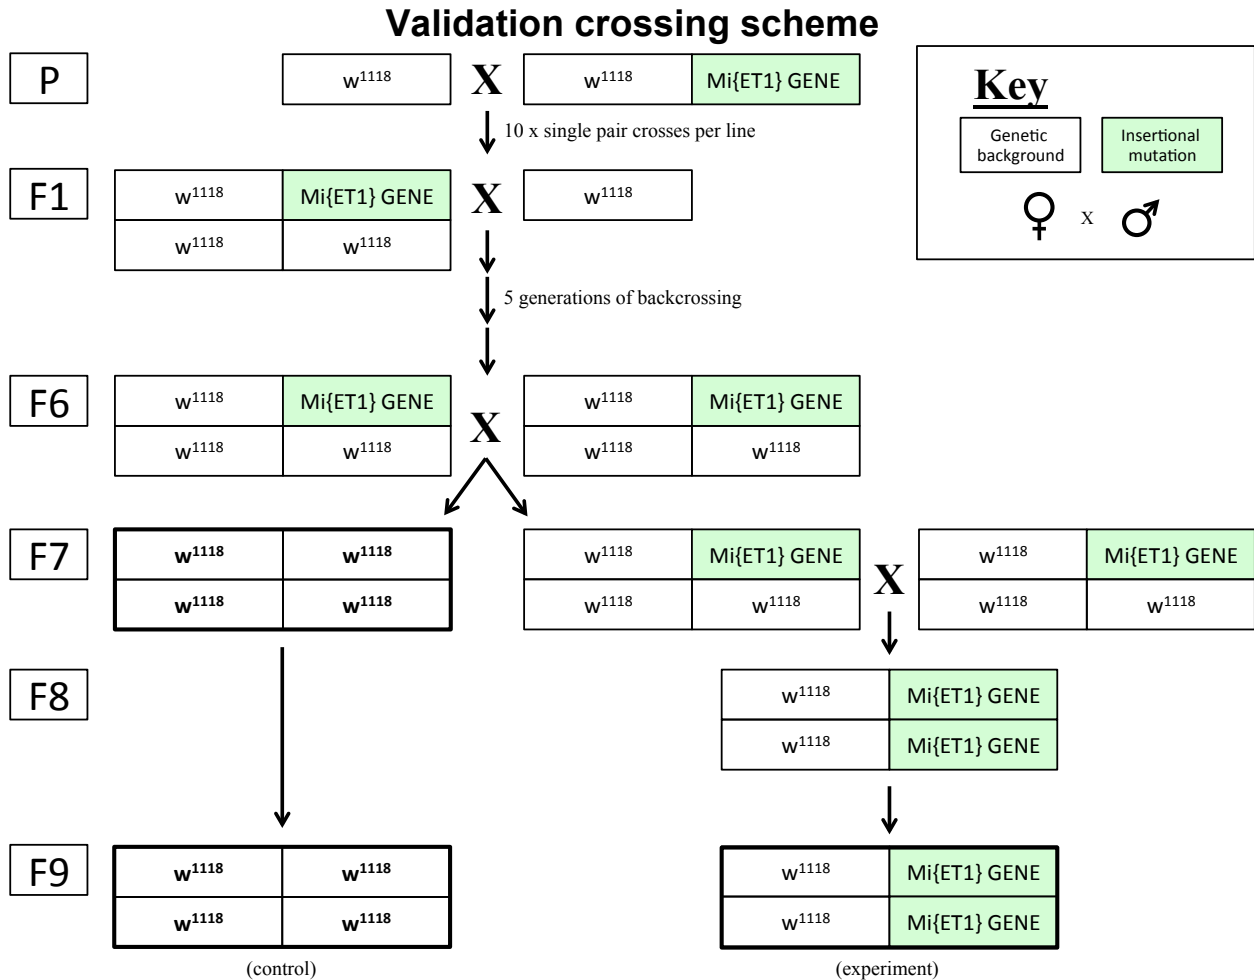 Validation crossing scheme
P
w¹¹¹⁸ X w¹¹¹⁸ Mi{ET1} GENE
Key
Genetic
background
Insertional
mutation
♀ X ♂
10 x single pair crosses per line
F1
w¹¹¹⁸ Mi{ET1} GENE X w¹¹¹⁸
w¹¹¹⁸ w¹¹¹⁸
5 generations of backcrossing
F6
w¹¹¹⁸ Mi{ET1} GENE X w¹¹¹⁸ Mi{ET1} GENE
w¹¹¹⁸ w¹¹¹⁸ w¹¹¹⁸ w¹¹¹⁸
F7
w¹¹¹⁸ w¹¹¹⁸ w¹¹¹⁸ Mi{ET1} GENE X w¹¹¹⁸ Mi{ET1} GENE
w¹¹¹⁸ w¹¹¹⁸ w¹¹¹⁸ w¹¹¹⁸ w¹¹¹⁸ w¹¹¹⁸
F8
w¹¹¹⁸ Mi{ET1} GENE
w¹¹¹⁸ Mi{ET1} GENE
F9
w¹¹¹⁸ w¹¹¹⁸ w¹¹¹⁸ Mi{ET1} GENE
w¹¹¹⁸ w¹¹¹⁸ w¹¹¹⁸ Mi{ET1} GENE
(control) (experiment)